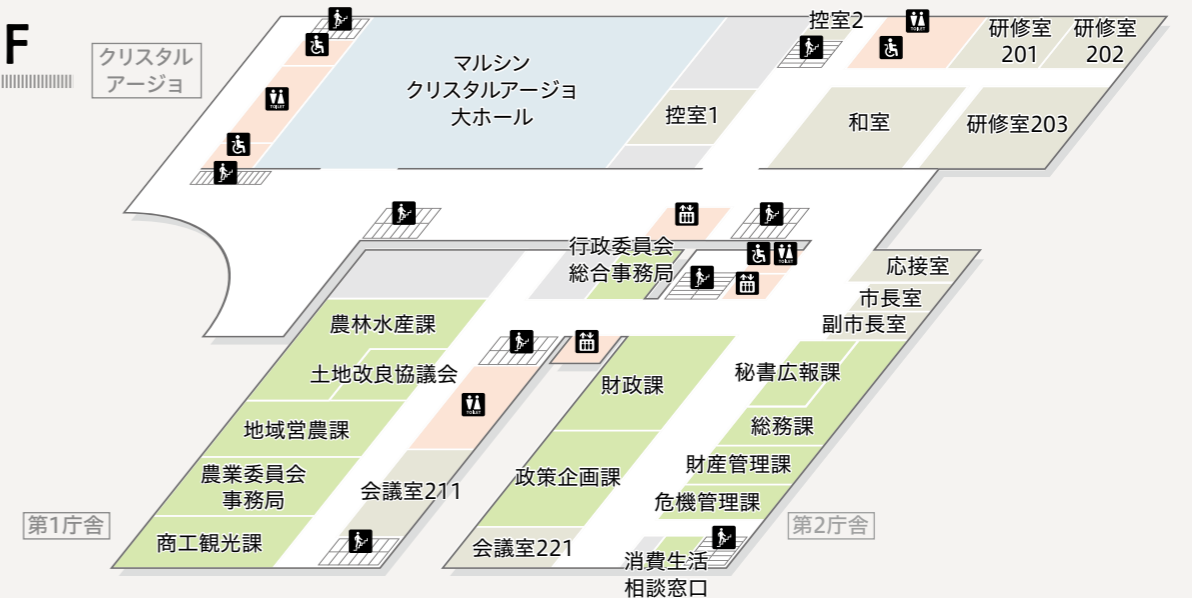 F
クリスタル
アージョ
マルシン
クリスタルアージョ
大ホール
控室1
控室2
TOILET
研修室
201
研修室
202
和室
研修室203
TOILET
行政委員会
総合事務局
TOILET
応接室
市長室
副市長室
農林水産課
土地改良協議会
地域営農課
農業委員会
事務局
商工観光課
TOILET
会議室211
財政課
政策企画課
会議室221
秘書広報課
総務課
財産管理課
危機管理課
消費生活
相談窓口
第1庁舎
第2庁舎